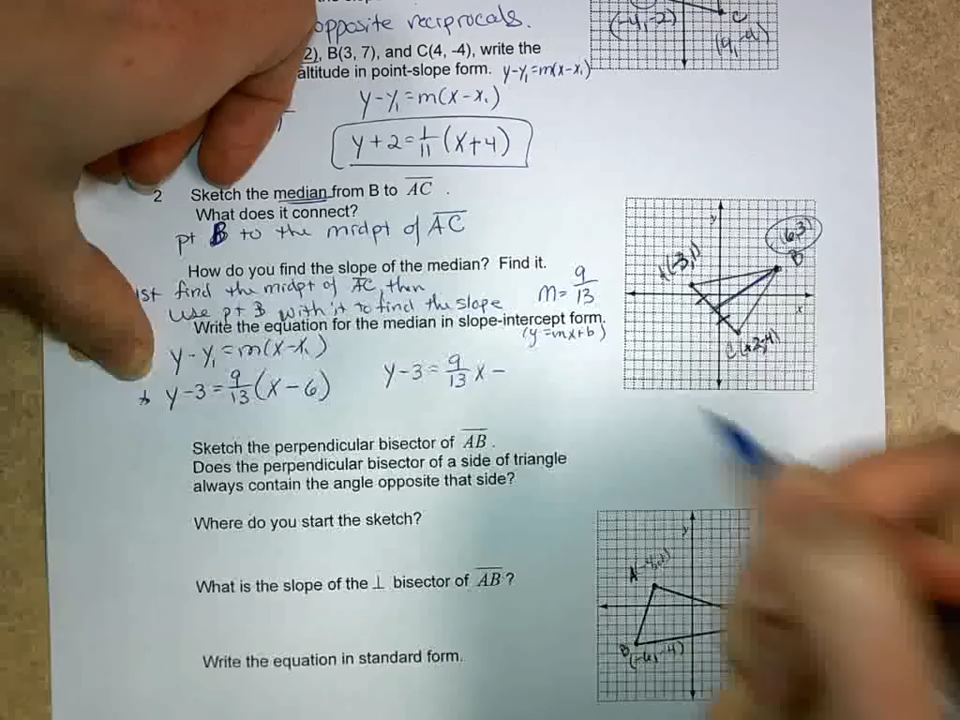 opposite reciprocals.
(-4,-2) C
2), B(3, 7), and C(4, -4), write the
altitude in point-slope form. y-y₁=m(x-x₁)
y-y₁=m(x-x₁)
y+2=1/11(x+4)
2 Sketch the median from B to AC .
What does it connect?
pt B to the midpt of AC
y
(6,3)
A(-3,1) B
x
C(2,-4)
How do you find the slope of the median? Find it.
1st find the midpt of AC, then
use pt B with it to find the slope
m=9/13
Write the equation for the median in slope-intercept form.
(y=mx+b)
y-y₁=m(x-x₁)
y-3=9/13(x-6) y-3=9/13x-
Sketch the perpendicular bisector of AB .
Does the perpendicular bisector of a side of triangle
always contain the angle opposite that side?
Where do you start the sketch?
y
A
What is the slope of the ⊥ bisector of AB ?
B
(-6,-4)
Write the equation in standard form.